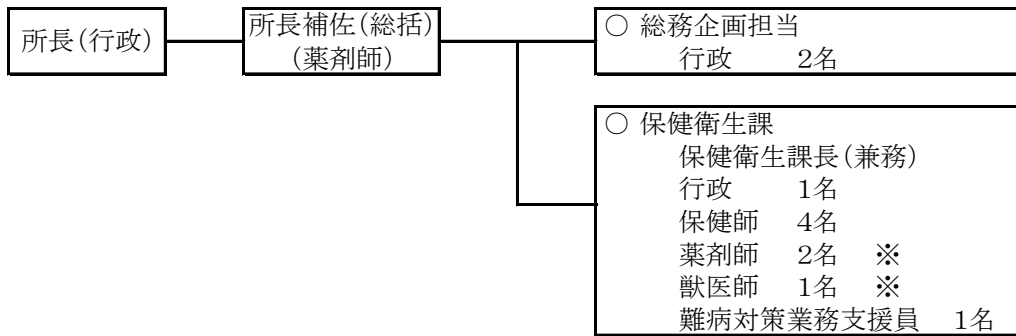 所長(行政)
所長補佐(総括)
(薬剤師)
○ 総務企画担当
行政 2名
○ 保健衛生課
保健衛生課長(兼務)
行政 1名
保健師 4名
薬剤師 2名 ※
獣医師 1名 ※
難病対策業務支援員 1名